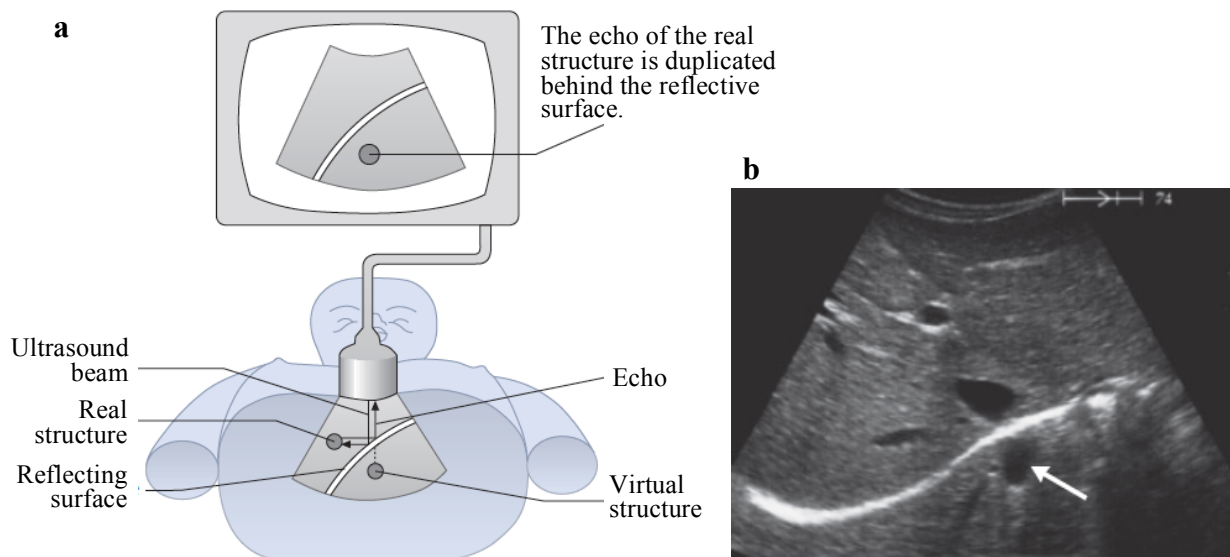 a
The echo of the real
structure is duplicated
behind the reflective
surface.
b
74
Ultrasound
beam
Echo
Real
structure
Reflecting
surface
Virtual
structure